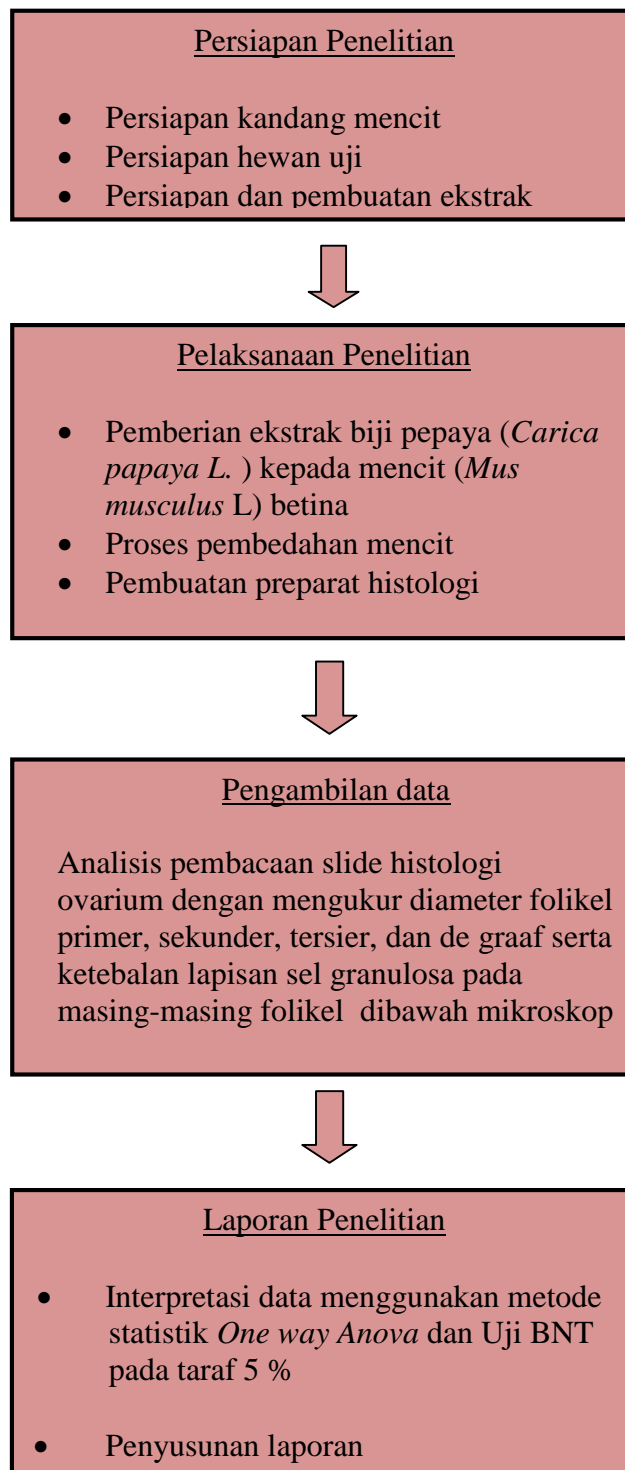 Persiapan Penelitian
• Persiapan kandang mencit
• Persiapan hewan uji
• Persiapan dan pembuatan ekstrak
Pelaksanaan Penelitian
• Pemberian ekstrak biji pepaya (Carica
papaya L. ) kepada mencit (Mus
musculus L) betina
• Proses pembedahan mencit
• Pembuatan preparat histologi
Pengambilan data
Analisis pembacaan slide histologi
ovarium dengan mengukur diameter folikel
primer, sekunder, tersier, dan de graaf serta
ketebalan lapisan sel granulosa pada
masing-masing folikel dibawah mikroskop
Laporan Penelitian
• Interpretasi data menggunakan metode
statistik One way Anova dan Uji BNT
pada taraf 5 %
• Penyusunan laporan